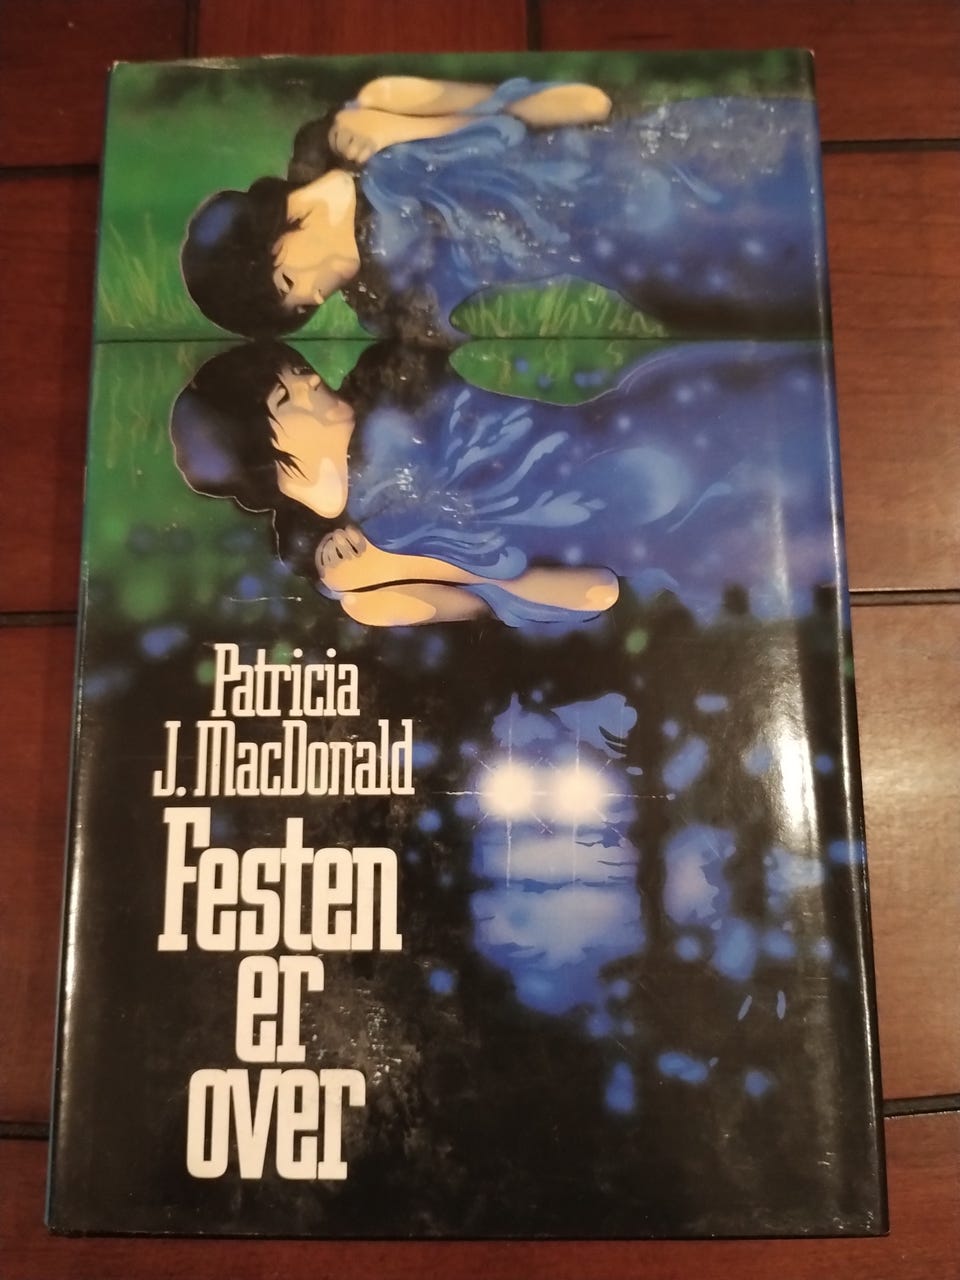 Patricia
J. MacDonald
Festen
er
over